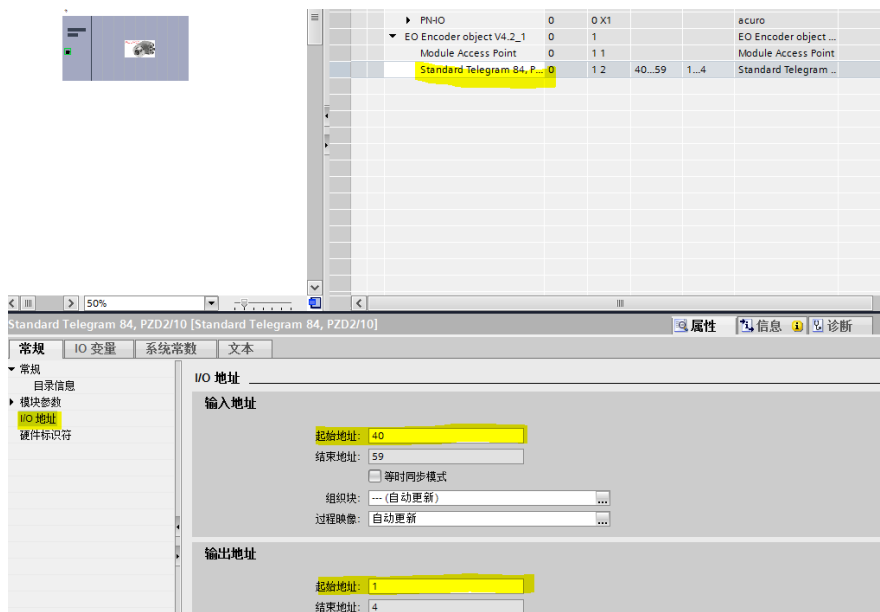 PN-IO 0 0 X1 acuro
EO Encoder object V4.2_1 0 1 EO Encoder object ...
Module Access Point 0 1 1 Module Access Point
Standard Telegram 84, P... 0 1 2 40...59 1...4 Standard Telegram ..
50%
Standard Telegram 84, PZD2/10 [Standard Telegram 84, PZD2/10]
属性 信息 诊断
常规 IO 变量 系统常数 文本
常规
目录信息
模块参数
I/O 地址
硬件标识符
I/O 地址
输入地址
起始地址: 40
结束地址: 59
等时同步模式
组织块: --- (自动更新)
...
过程映像: 自动更新
...
输出地址
起始地址: 1
结束地址: 4